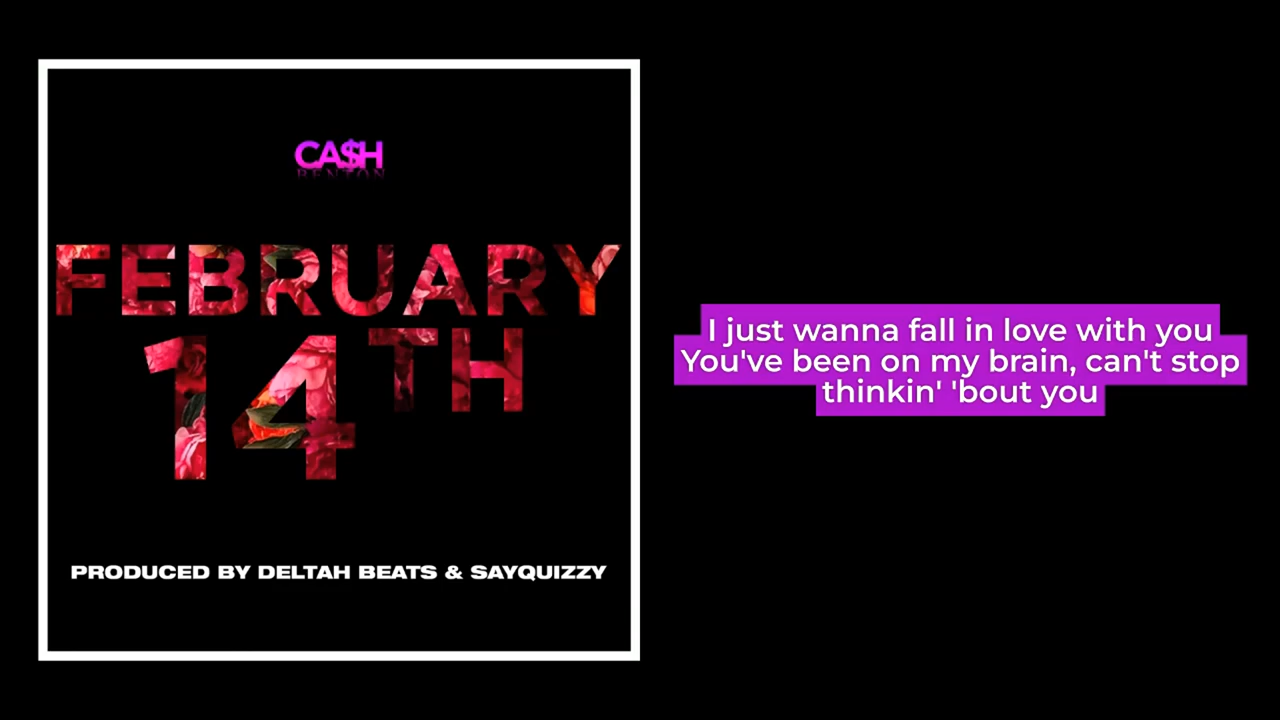 CA$H
BENTON
FEBRUARY
14TH
PRODUCED BY DELTAH BEATS & SAYQUIZZY
I just wanna fall in love with you
You've been on my brain, can't stop
thinkin' 'bout you